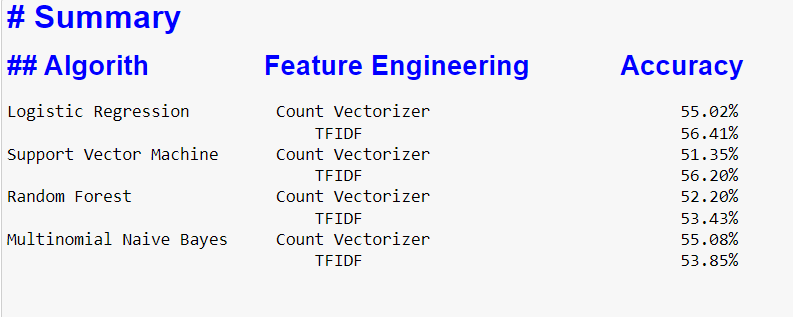 # Summary
## Algorith Feature Engineering Accuracy
Logistic Regression Count Vectorizer 55.02%
TFIDF 56.41%
Support Vector Machine Count Vectorizer 51.35%
TFIDF 56.20%
Random Forest Count Vectorizer 52.20%
TFIDF 53.43%
Multinomial Naive Bayes Count Vectorizer 55.08%
TFIDF 53.85%